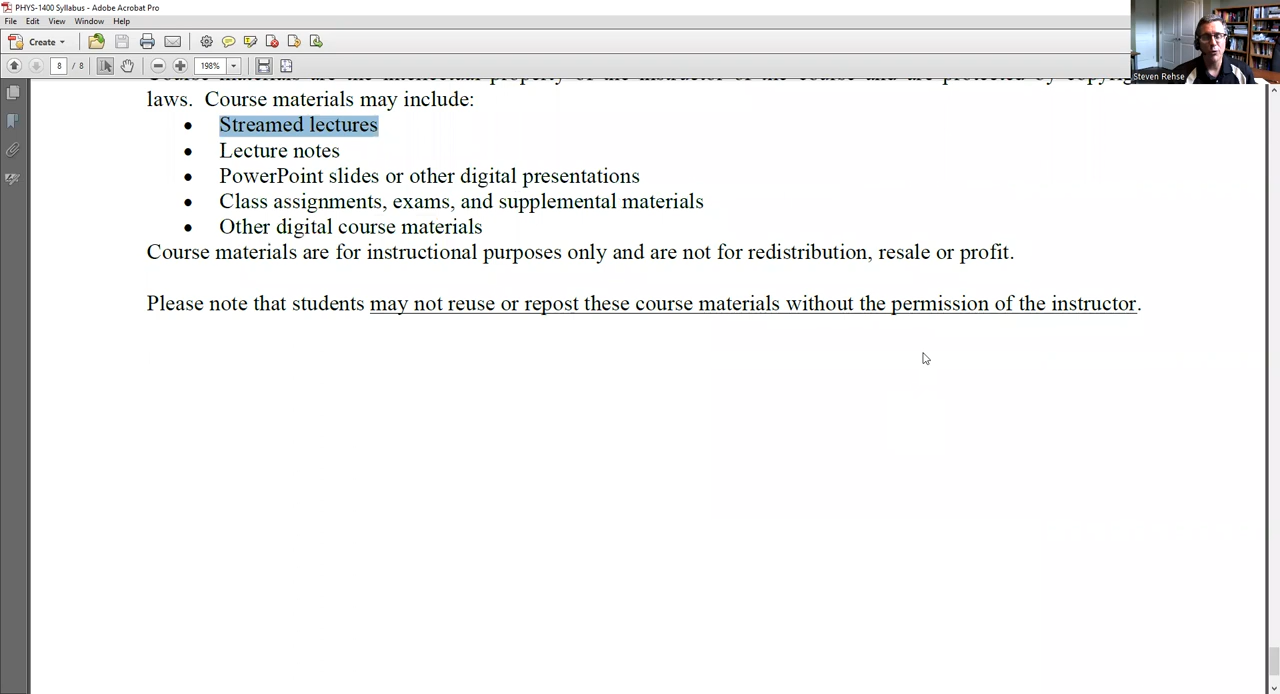 PHYS-1400 Syllabus - Adobe Acrobat Pro
File Edit View Window Help
Create
8 / 8 198%
Steven Rehse
laws. Course materials may include:
• Streamed lectures
• Lecture notes
• PowerPoint slides or other digital presentations
• Class assignments, exams, and supplemental materials
• Other digital course materials
Course materials are for instructional purposes only and are not for redistribution, resale or profit.
Please note that students may not reuse or repost these course materials without the permission of the instructor.